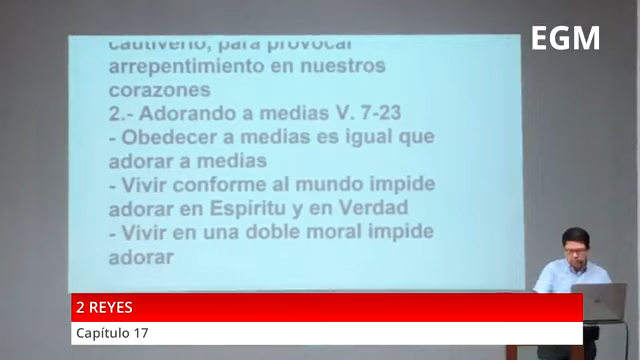 cautiverio, para provocar
arrepentimiento en nuestros
corazones
2.- Adorando a medias V. 7-23
- Obedecer a medias es igual que
adorar a medias
- Vivir conforme al mundo impide
adorar en Espíritu y en Verdad
- Vivir en una doble moral impide
adorar
EGM
2 REYES
Capítulo 17